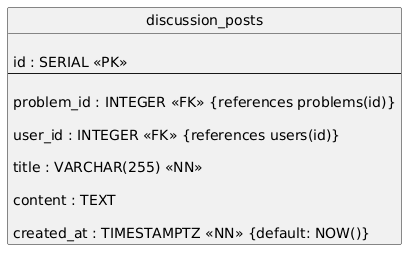 discussion_posts
id : SERIAL «PK»
problem_id : INTEGER «FK» {references problems(id)}
user_id : INTEGER «FK» {references users(id)}
title : VARCHAR(255) «NN»
content : TEXT
created_at : TIMESTAMPTZ «NN» {default: NOW()}